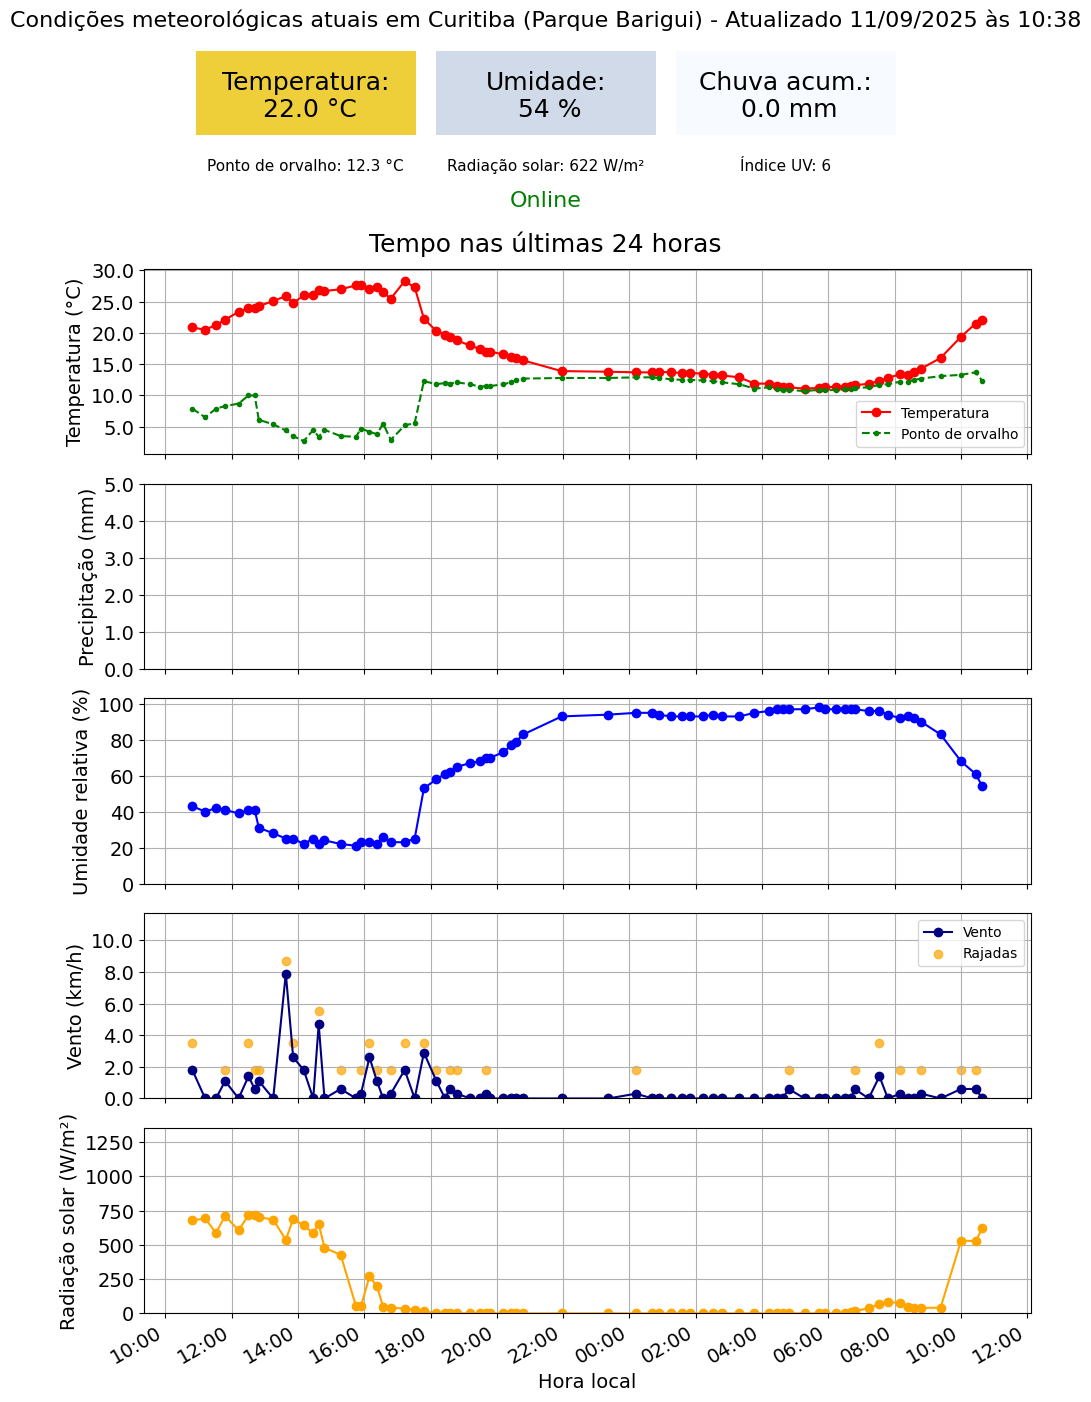 Condições meteorológicas atuais em Curitiba (Parque Barigui) - Atualizado 11/09/2025 às 10:38
Temperatura:
22.0 °C
Umidade:
54 %
Chuva acum.:
0.0 mm
Ponto de orvalho: 12.3 °C
Radiação solar: 622 W/m²
Índice UV: 6
Online
Tempo nas últimas 24 horas
Temperatura (°C)
30.0
25.0
20.0
15.0
10.0
5.0
Temperatura
Ponto de orvalho
Precipitação (mm)
5.0
4.0
3.0
2.0
1.0
0.0
Umidade relativa (%)
100
80
60
40
20
0
Vento (km/h)
10.0
8.0
6.0
4.0
2.0
0.0
Vento
Rajadas
Radiação solar (W/m²)
1250
1000
750
500
250
0
10:00
12:00
14:00
16:00
18:00
20:00
22:00
00:00
02:00
04:00
06:00
08:00
10:00
12:00
Hora local